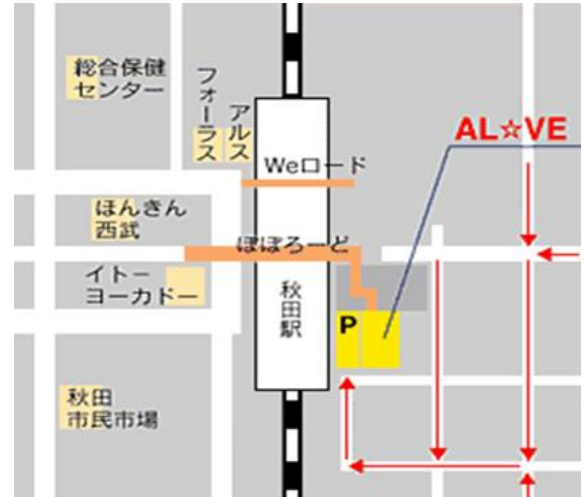 総合保健
センター
フォーラス
アルス
AL☆VE
Weロード
ほんきん
西武
ぽぽろーど
イトー
ヨーカドー
秋田駅
P
秋田
市民市場